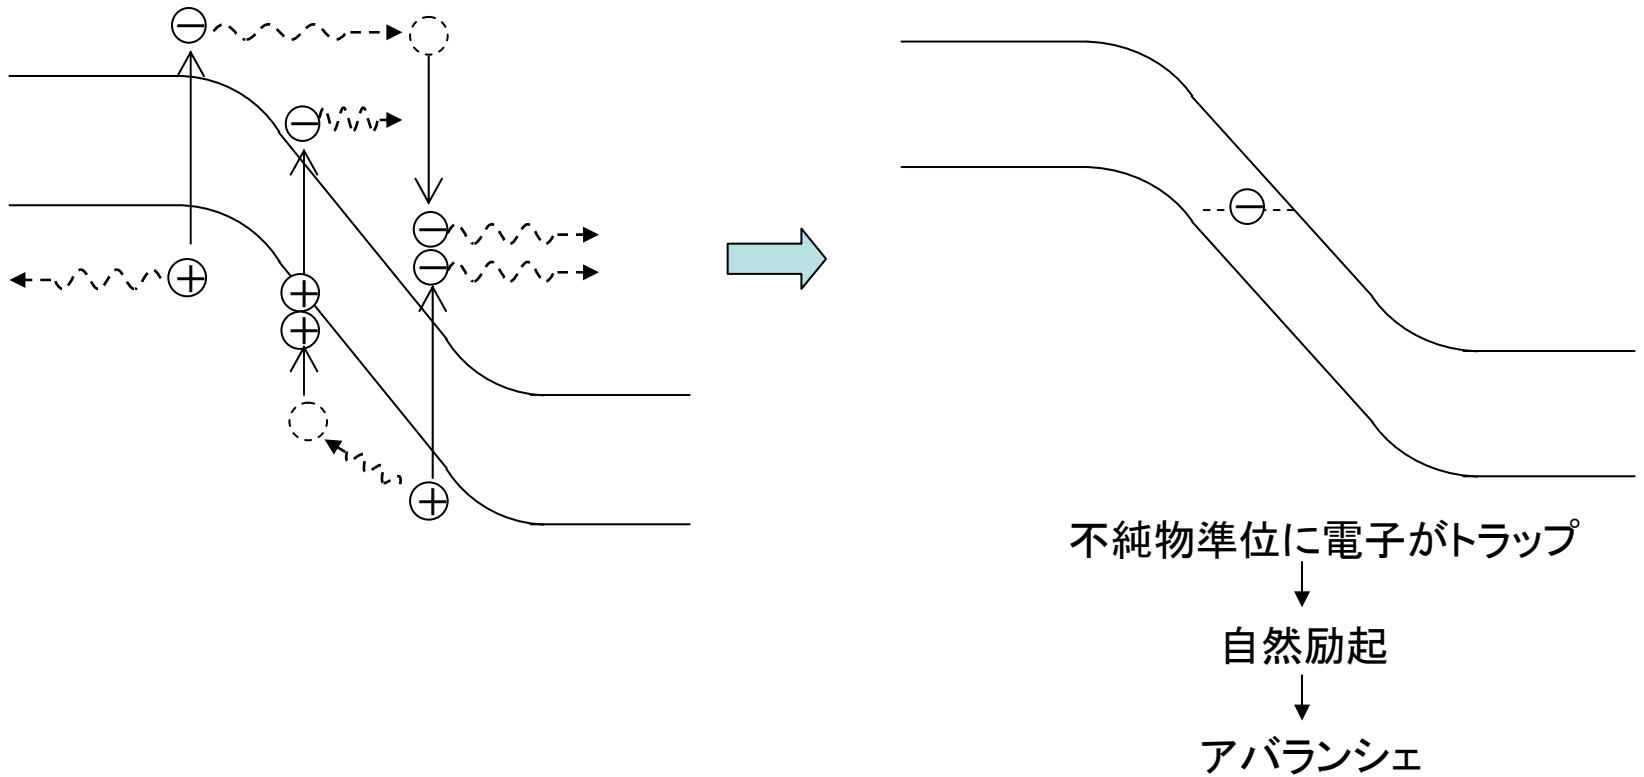 不純物準位に電子がトラップ
自然励起
アバランシェ